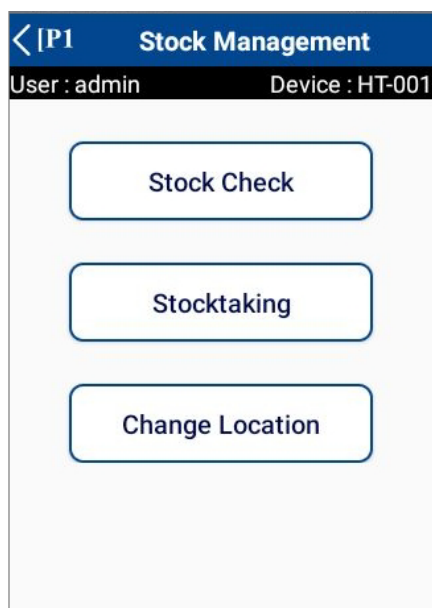 [P1 Stock Management
User : admin Device : HT-001
Stock Check
Stocktaking
Change Location